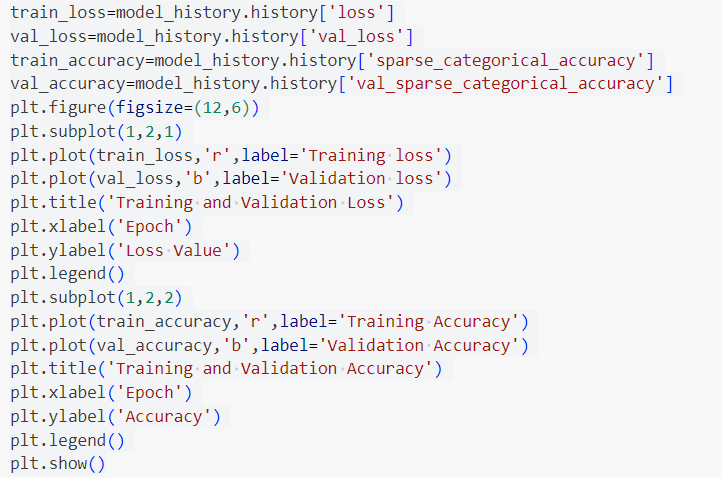 train_loss=model_history.history['loss']
val_loss=model_history.history['val_loss']
train_accuracy=model_history.history['sparse_categorical_accuracy']
val_accuracy=model_history.history['val_sparse_categorical_accuracy']
plt.figure(figsize=(12,6))
plt.subplot(1,2,1)
plt.plot(train_loss,'r',label='Training loss')
plt.plot(val_loss,'b',label='Validation loss')
plt.title('Training and Validation Loss')
plt.xlabel('Epoch')
plt.ylabel('Loss Value')
plt.legend()
plt.subplot(1,2,2)
plt.plot(train_accuracy,'r',label='Training Accuracy')
plt.plot(val_accuracy,'b',label='Validation Accuracy')
plt.title('Training and Validation Accuracy')
plt.xlabel('Epoch')
plt.ylabel('Accuracy')
plt.legend()
plt.show()